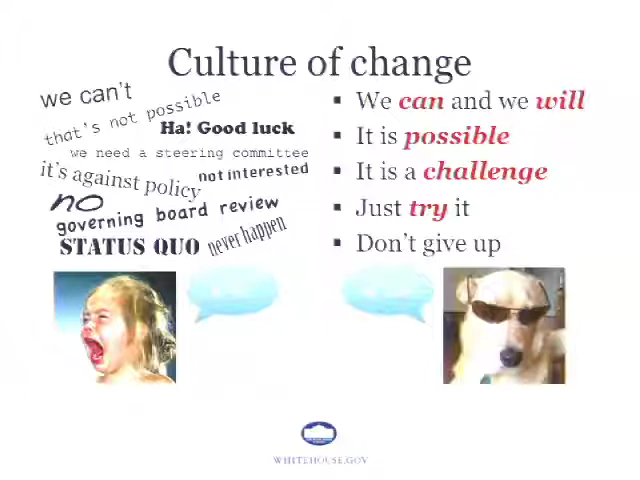 Culture of change
we can't
that's not possible
Ha! Good luck
we need a steering committee
it's against policy
not interested
no
governing board review
STATUS QUO
never happen
▪ We can and we will
▪ It is possible
▪ It is a challenge
▪ Just try it
▪ Don't give up
WHITEHOUSE.GOV